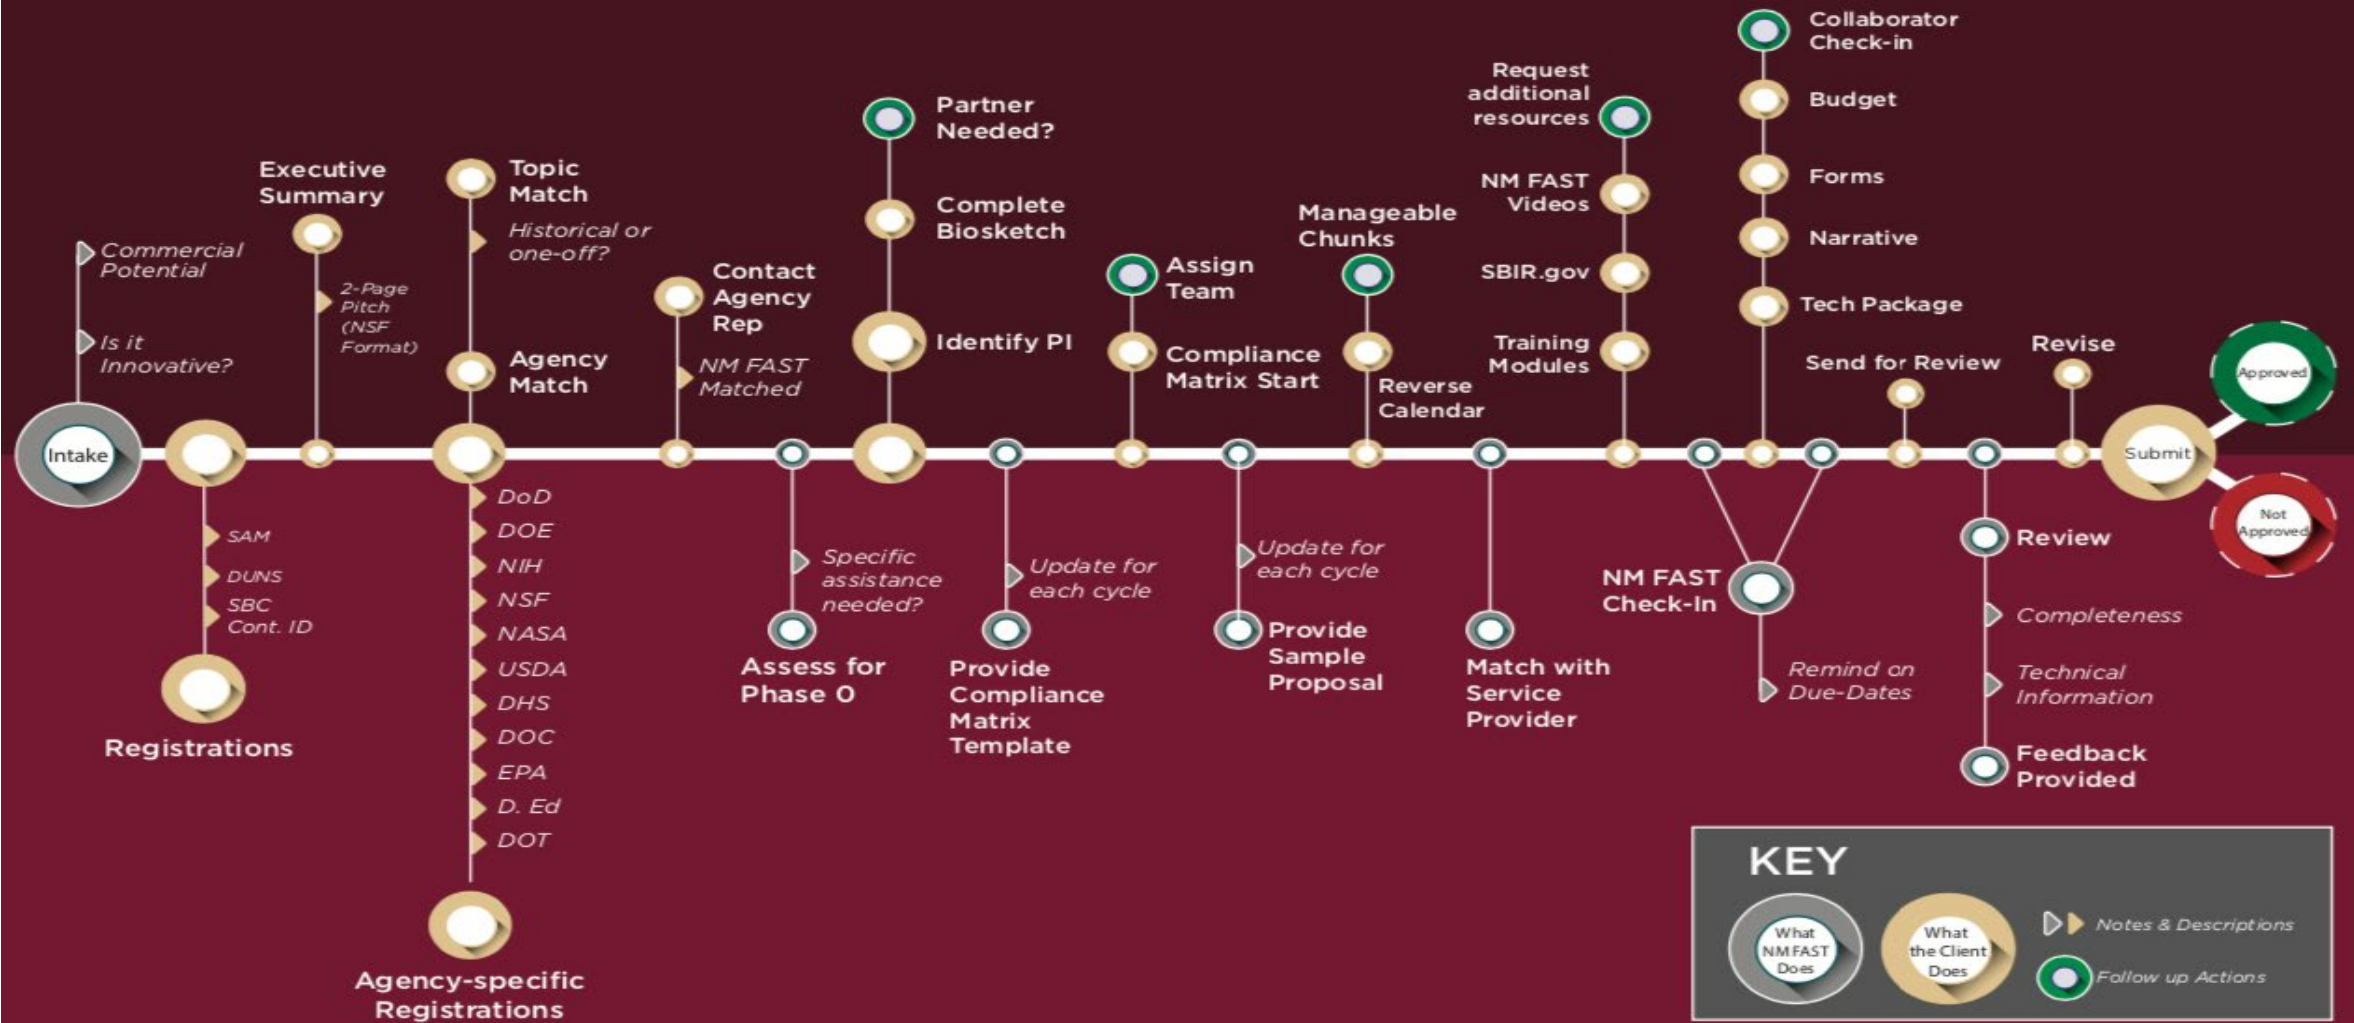 Intake
Commercial
Potential
Is it
Innovative?
SAM
DUNS
SBC
Cont. ID
Registrations
Executive
Summary
2-Page
Pitch
(NSF
Format)
Topic
Match
Historical or
one-off?
Agency
Match
DoD
DOE
NIH
NSF
NASA
USDA
DHS
DOC
EPA
D. Ed
DOT
Agency-specific
Registrations
Contact
Agency
Rep
NM FAST
Matched
Specific
assistance
needed?
Assess for
Phase 0
Partner
Needed?
Complete
Biosketch
Identify PI
Update for
each cycle
Provide
Compliance
Matrix
Template
Assign
Team
Compliance
Matrix Start
Update for
each cycle
Provide
Sample
Proposal
Manageable
Chunks
Reverse
Calendar
Match with
Service
Provider
Request
additional
resources
NM FAST
Videos
SBIR.gov
Training
Modules
NM FAST
Check-In
Remind on
Due-Dates
Collaborator
Check-in
Budget
Forms
Narrative
Tech Package
Send for Review
Review
Completeness
Technical
Information
Feedback
Provided
Revise
Submit
Approved
Not
Approved
KEY
What
NMFAST
Does
What
the Client
Does
Notes & Descriptions
Follow up Actions